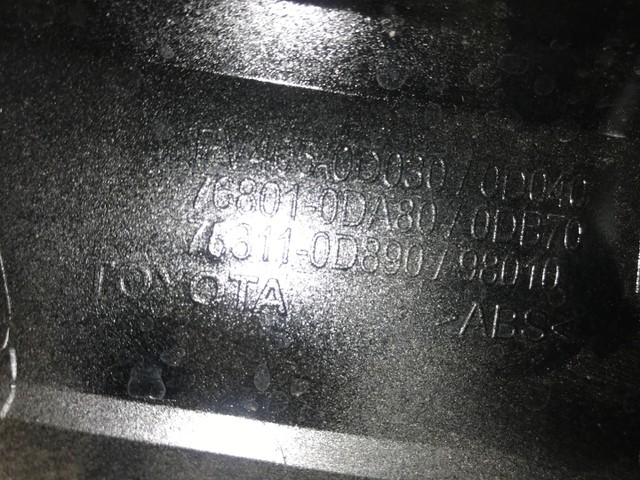 -0D030 / 0D040
76801-0DA80 / 0DB70
76311-0D890 / 98010
TOYOTA
>ABS<